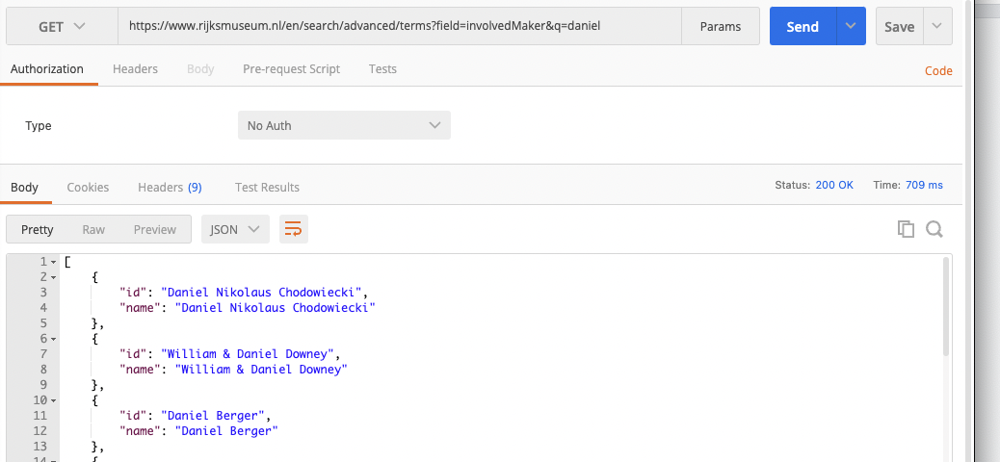 GET https://www.rijksmuseum.nl/en/search/advanced/terms?field=involvedMaker&q=daniel Params Send Save
Authorization Headers Body Pre-request Script Tests Code
Type No Auth
Body Cookies Headers (9) Test Results Status: 200 OK Time: 709 ms
Pretty Raw Preview JSON
1 [
2 {
3 "id": "Daniel Nikolaus Chodowiecki",
4 "name": "Daniel Nikolaus Chodowiecki"
5 },
6 {
7 "id": "William & Daniel Downey",
8 "name": "William & Daniel Downey"
9 },
10 {
11 "id": "Daniel Berger",
12 "name": "Daniel Berger"
13 },
14 {